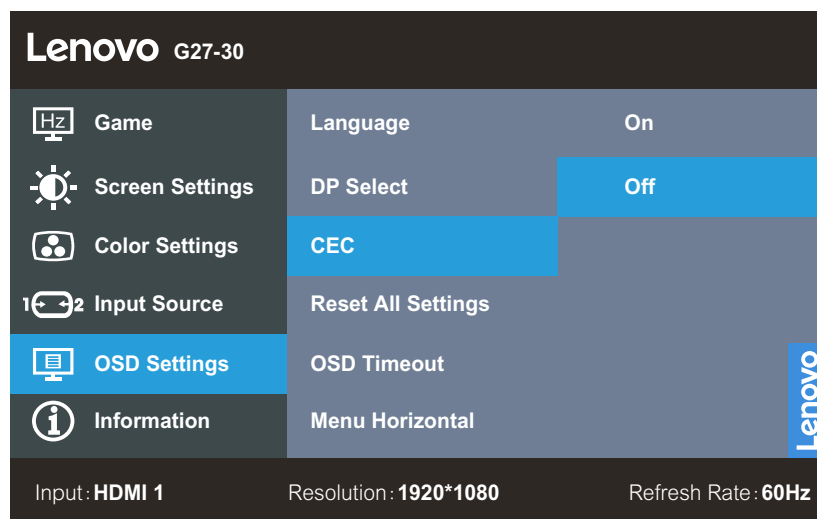 Lenovo G27-30
Hz Game Language On
Screen Settings DP Select Off
Color Settings CEC
1 2 Input Source Reset All Settings
OSD Settings OSD Timeout
Information Menu Horizontal
Lenovo
Input: HDMI 1 Resolution: 1920*1080 Refresh Rate: 60Hz